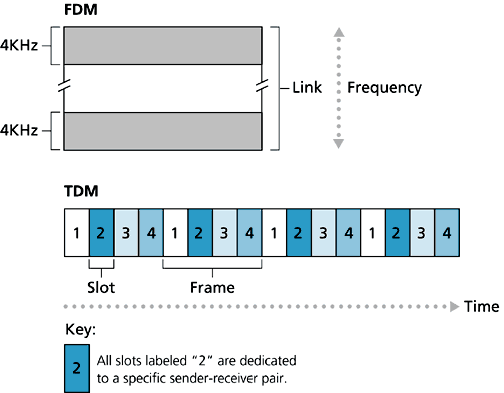 FDM
4KHz
Link
Frequency
4KHz
TDM
1 2 3 4 1 2 3 4 1 2 3 4 1 2 3 4
Slot
Frame
Time
Key:
2
All slots labeled “2” are dedicated
to a specific sender-receiver pair.